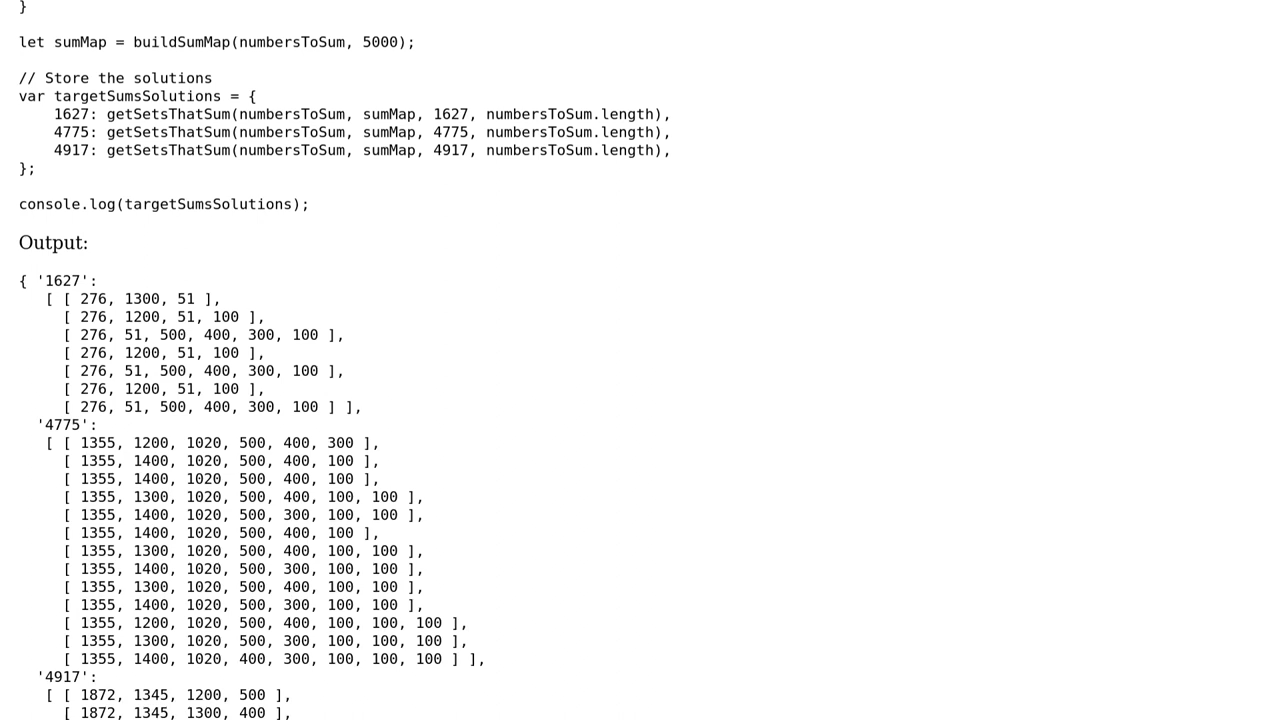 }

let sumMap = buildSumMap(numbersToSum, 5000);

// Store the solutions
var targetSumsSolutions = {
    1627: getSetsThatSum(numbersToSum, sumMap, 1627, numbersToSum.length),
    4775: getSetsThatSum(numbersToSum, sumMap, 4775, numbersToSum.length),
    4917: getSetsThatSum(numbersToSum, sumMap, 4917, numbersToSum.length),
};

console.log(targetSumsSolutions);

Output:

{ '1627':
   [ [ 276, 1300, 51 ],
     [ 276, 1200, 51, 100 ],
     [ 276, 51, 500, 400, 300, 100 ],
     [ 276, 1200, 51, 100 ],
     [ 276, 51, 500, 400, 300, 100 ],
     [ 276, 1200, 51, 100 ],
     [ 276, 51, 500, 400, 300, 100 ] ],
  '4775':
   [ [ 1355, 1200, 1020, 500, 400, 300 ],
     [ 1355, 1400, 1020, 500, 400, 100 ],
     [ 1355, 1400, 1020, 500, 400, 100 ],
     [ 1355, 1300, 1020, 500, 400, 100, 100 ],
     [ 1355, 1400, 1020, 500, 300, 100, 100 ],
     [ 1355, 1400, 1020, 500, 400, 100 ],
     [ 1355, 1300, 1020, 500, 400, 100, 100 ],
     [ 1355, 1400, 1020, 500, 300, 100, 100 ],
     [ 1355, 1300, 1020, 500, 400, 100, 100 ],
     [ 1355, 1400, 1020, 500, 300, 100, 100 ],
     [ 1355, 1200, 1020, 500, 400, 100, 100, 100 ],
     [ 1355, 1300, 1020, 500, 300, 100, 100, 100 ],
     [ 1355, 1400, 1020, 400, 300, 100, 100, 100 ] ],
  '4917':
   [ [ 1872, 1345, 1200, 500 ],
     [ 1872, 1345, 1300, 400 ],